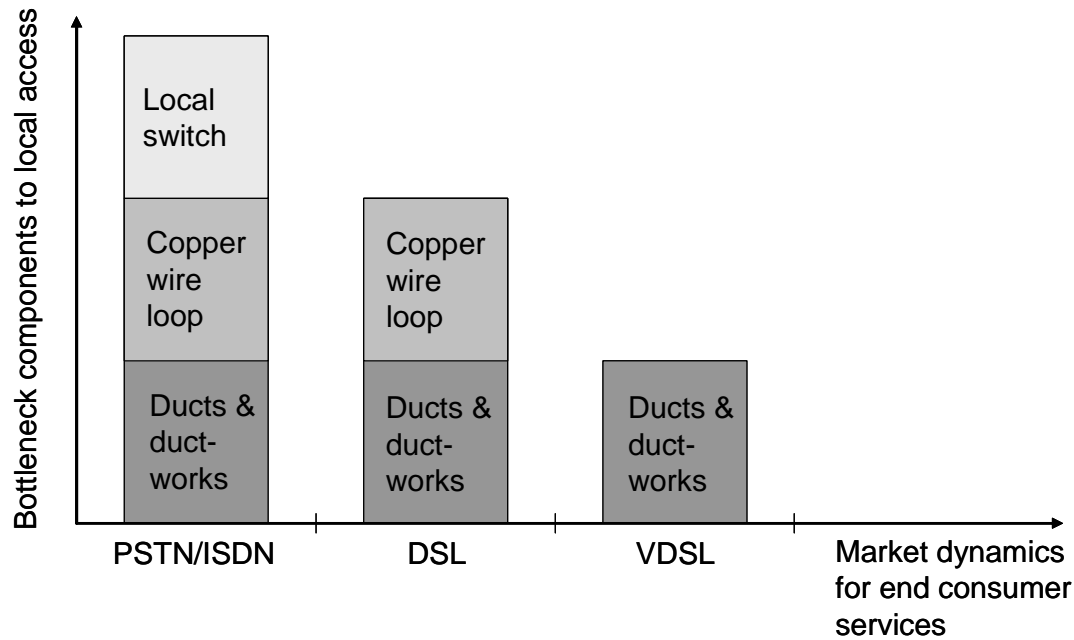 Bottleneck components to local access
Local
switch
Copper
wire
loop
Ducts &
duct-
works
Copper
wire
loop
Ducts &
duct-
works
Ducts &
duct-
works
PSTN/ISDN
DSL
VDSL
Market dynamics
for end consumer
services